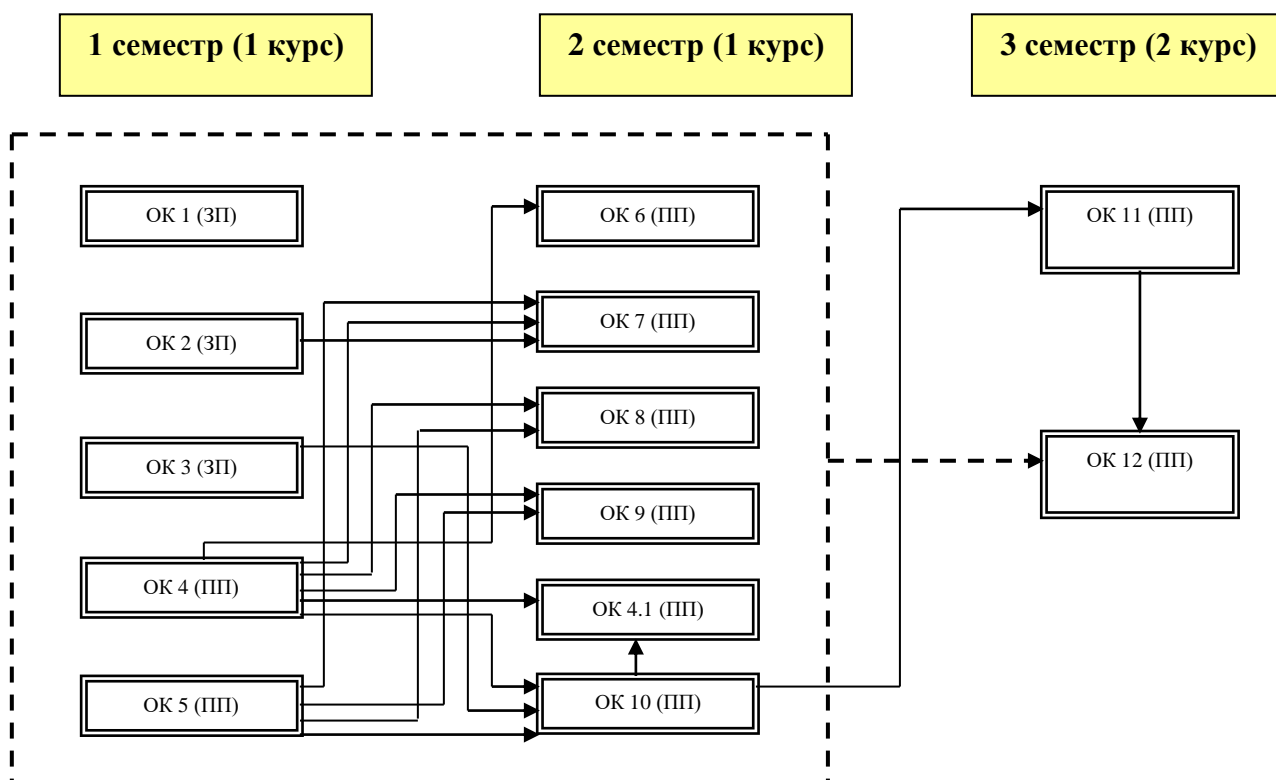 1 семестр (1 курс)
2 семестр (1 курс)
3 семестр (2 курс)
ОК 1 (ЗП)
ОК 6 (ПП)
ОК 11 (ПП)
ОК 2 (ЗП)
ОК 7 (ПП)
ОК 8 (ПП)
ОК 3 (ЗП)
ОК 12 (ПП)
ОК 9 (ПП)
ОК 4 (ПП)
ОК 4.1 (ПП)
ОК 5 (ПП)
ОК 10 (ПП)